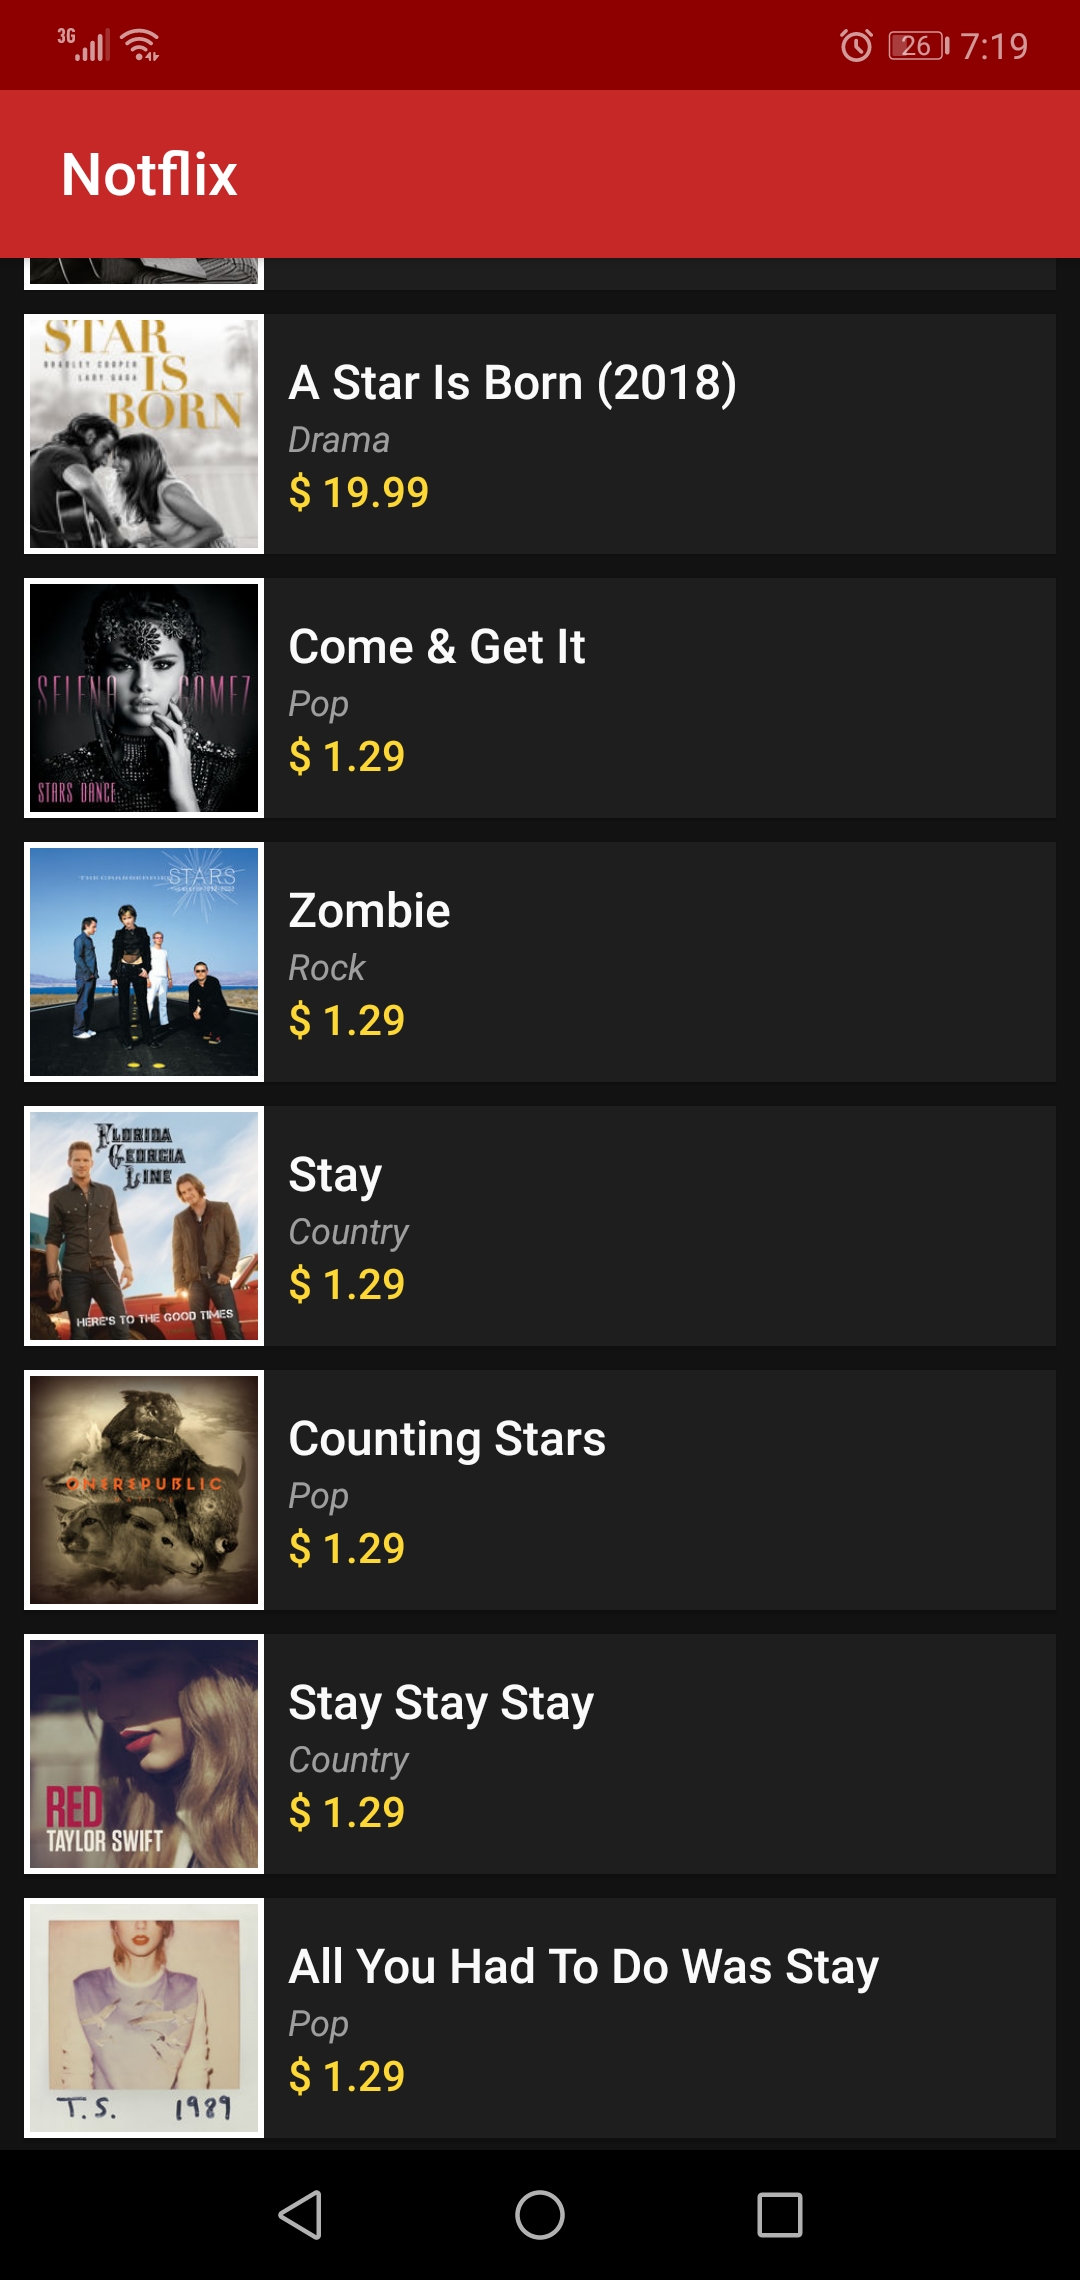 3G
26 7:19
Notflix
STAR
BRADLEY COOPER
LADY GAGA
IS
BORN
A Star Is Born (2018)
Drama
$ 19.99
SELENA GOMEZ
STARS DANCE
Come & Get It
Pop
$ 1.29
THE CRANBERRIES STARS
Zombie
Rock
$ 1.29
FLORIDA
GEORGIA
LINE
HERE'S TO THE GOOD TIMES
Stay
Country
$ 1.29
ONEREPUBLIC
Counting Stars
Pop
$ 1.29
RED
TAYLOR SWIFT
Stay Stay Stay
Country
$ 1.29
T.S. 1989
All You Had To Do Was Stay
Pop
$ 1.29